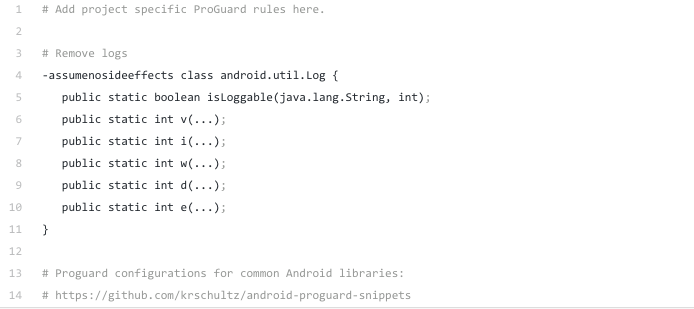 1 # Add project specific ProGuard rules here.
2
3 # Remove logs
4 -assumenosideeffects class android.util.Log {
5    public static boolean isLoggable(java.lang.String, int);
6    public static int v(...);
7    public static int i(...);
8    public static int w(...);
9    public static int d(...);
10    public static int e(...);
11 }
12
13 # Proguard configurations for common Android libraries:
14 # https://github.com/krschultz/android-proguard-snippets